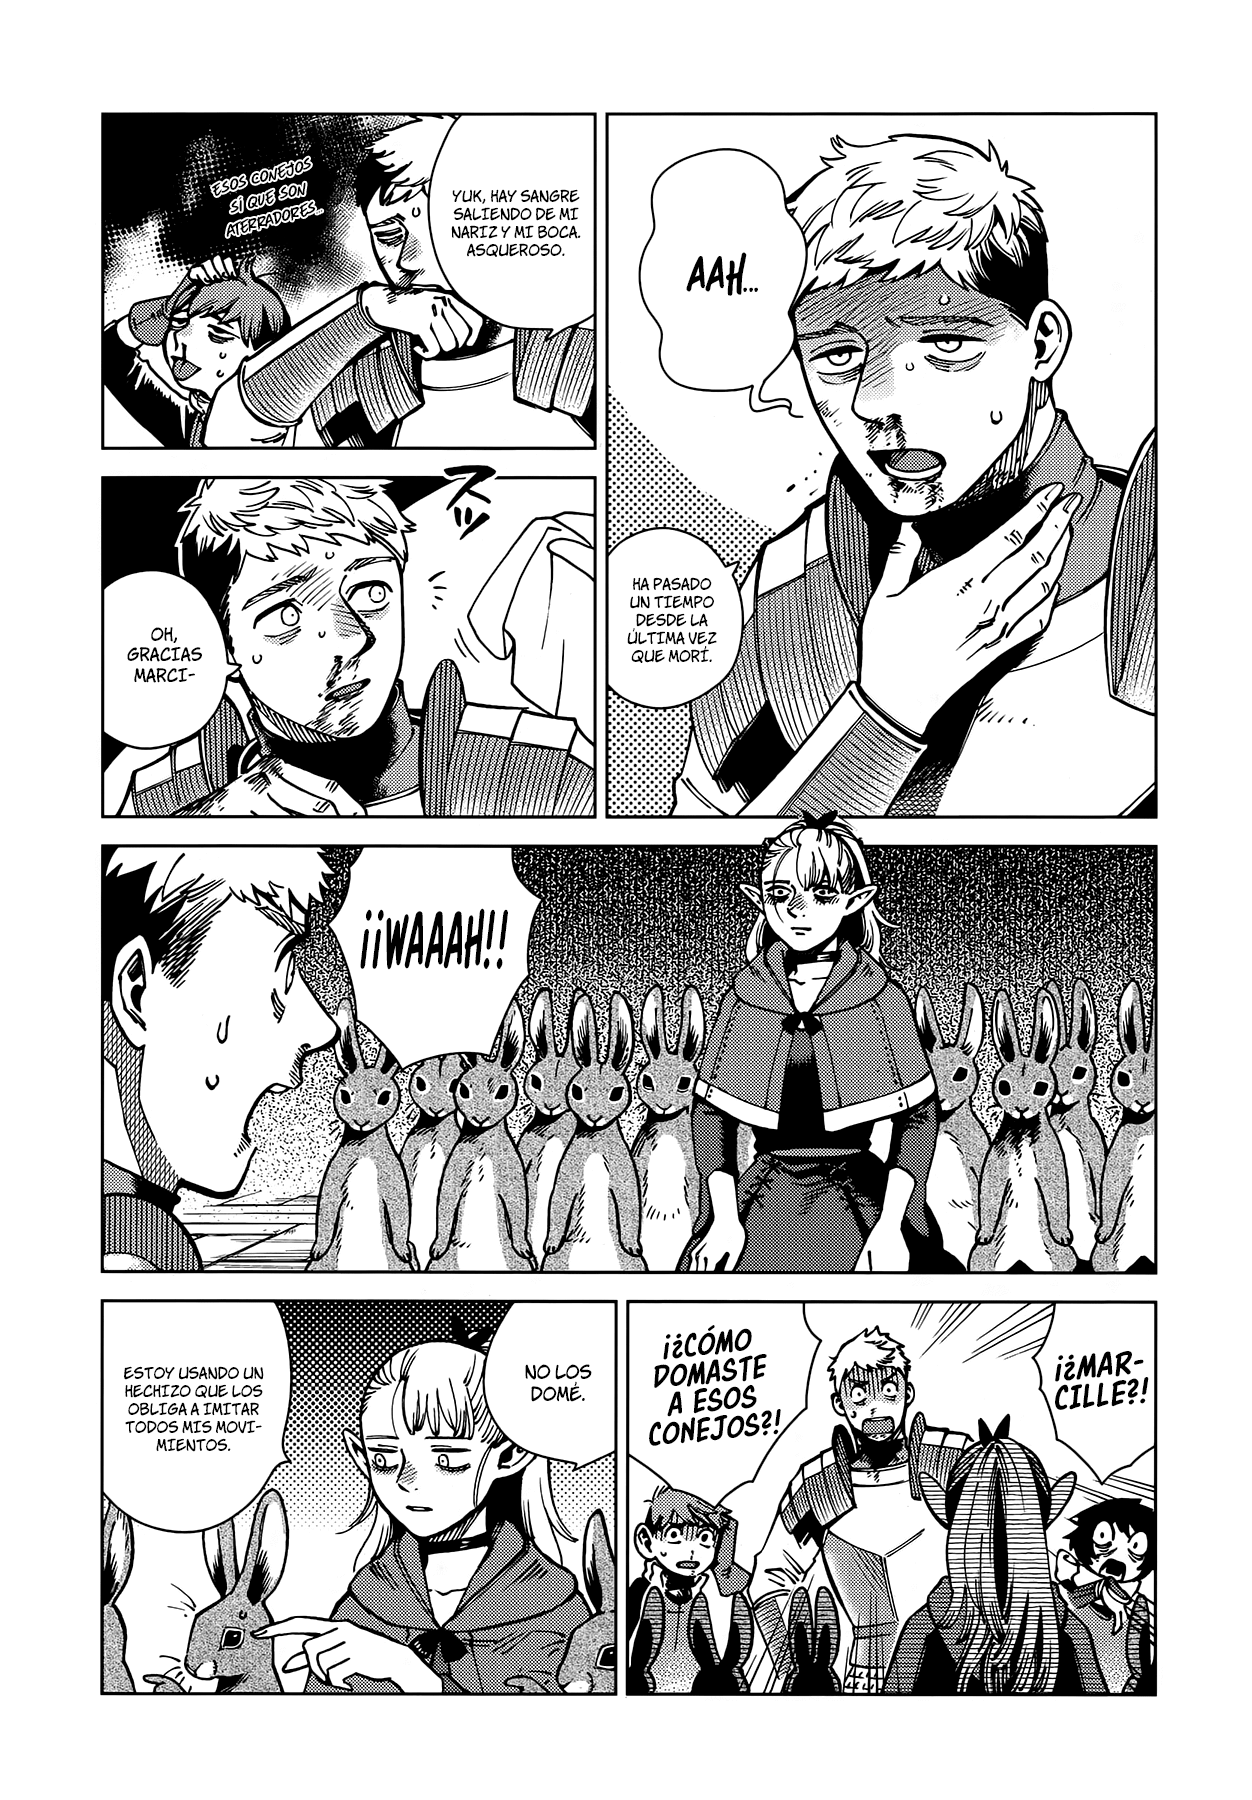 AAH...
HA PASADO
UN TIEMPO
DESDE LA
ÚLTIMA VEZ
QUE MORÍ.
YUK, HAY SANGRE
SALIENDO DE MI
NARIZ Y MI BOCA.
ASQUEROSO.
ESOS CONEJOS
SÍ QUE SON
ATERRADORES...
ズッ
OH,
GRACIAS
MARCI-
¡¡WAAAH!!
¡¿MAR-
CILLE?!
¡¿CÓMO
DOMASTE
A ESOS
CONEJOS?!
NO LOS
DOMÉ.
ESTOY USANDO UN
HECHIZO QUE LOS
OBLIGA A IMITAR
TODOS MIS MOVI-
MIENTOS.